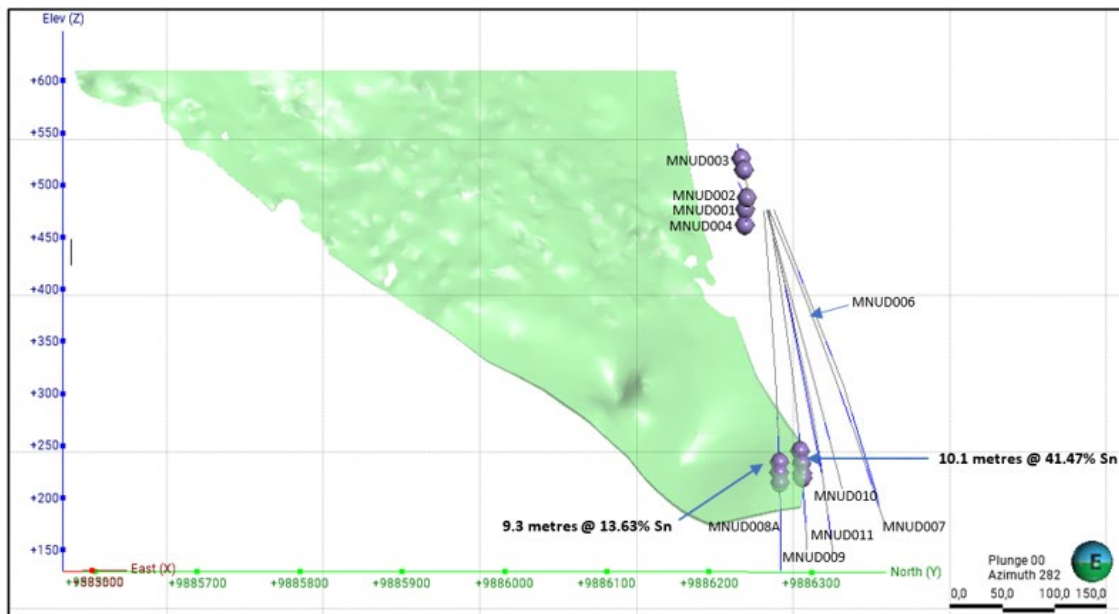 Elev (Z)
+600
+550
+500
+450
+400
+350
+300
+250
+200
+150
MNUD003
MNUD002
MNUD001
MNUD004
MNUD006
10.1 metres @ 41.47% Sn
MNUD010
9.3 metres @ 13.63% Sn
MNUD008A
MNUD011
MNUD007
MNUD009
East (X)
North (Y)
+9885700
+9885800
+9885900
+9886000
+9886100
+9886200
+9886300
Plunge 00
Azimuth 282
E
0,0
50,0
100,0
150,0